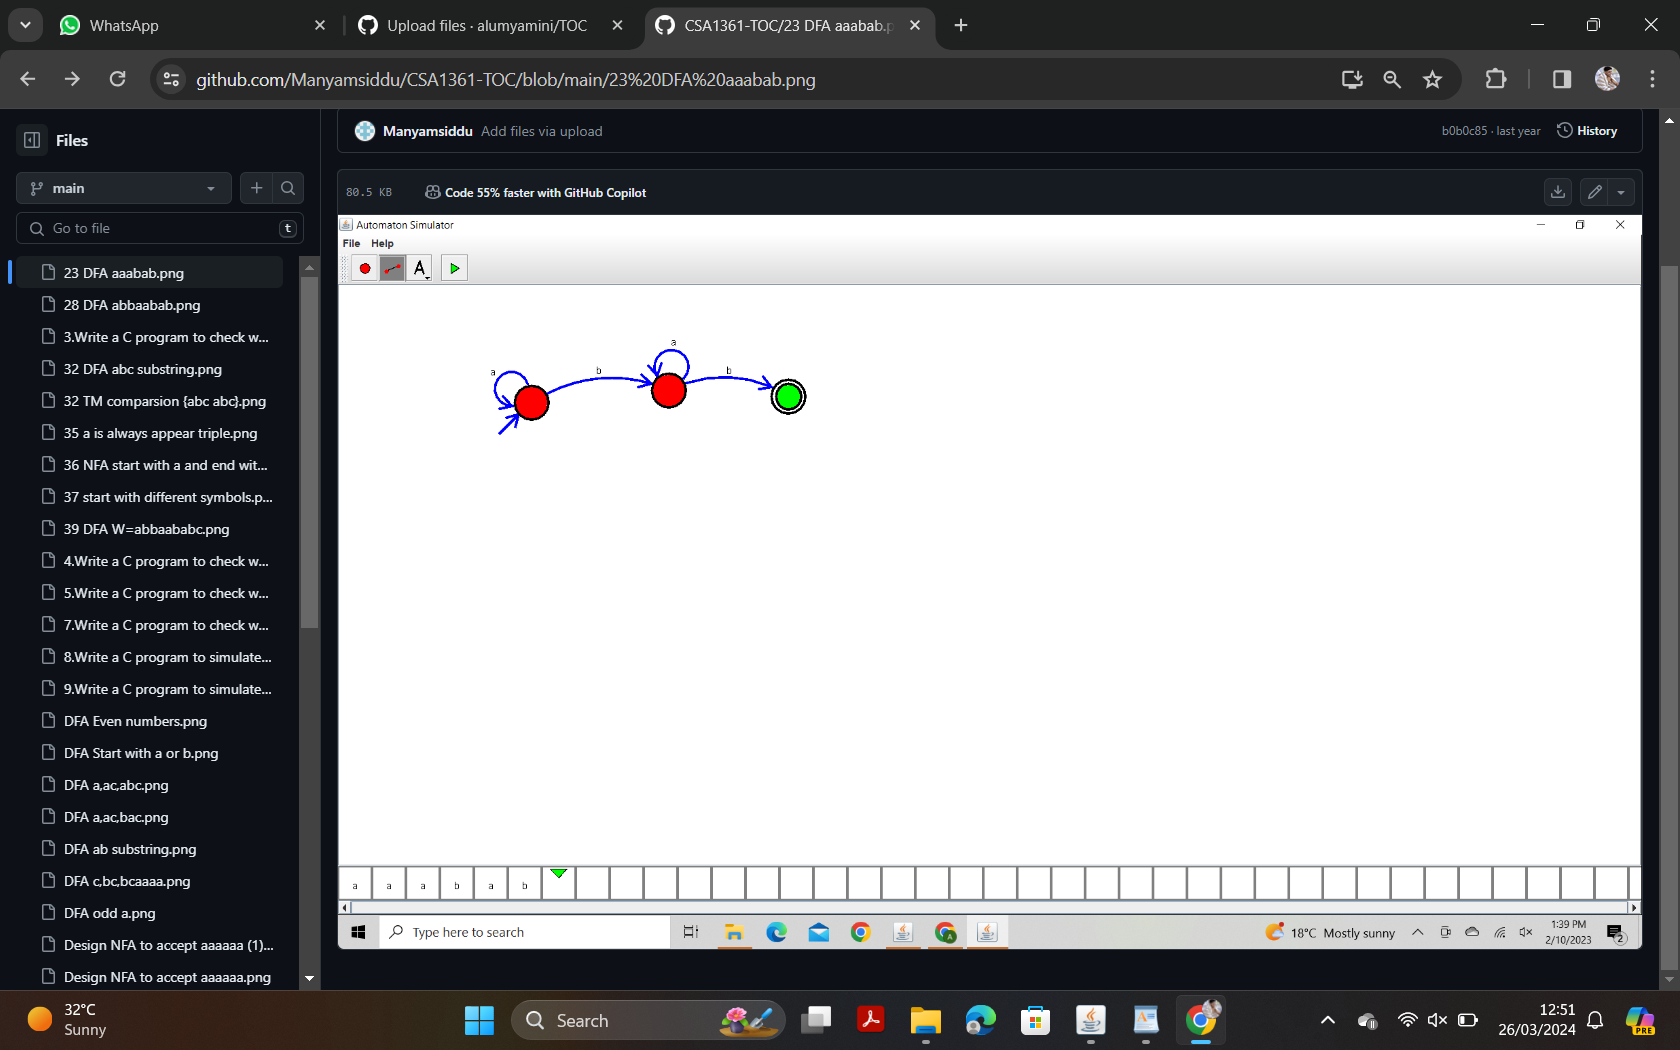 WhatsApp
Upload files · alumyamini/TOC
CSA1361-TOC/23 DFA aaabab.p
github.com/Manyamsiddu/CSA1361-TOC/blob/main/23%20DFA%20aaabab.png
Files
main
Go to file
t
23 DFA aaabab.png
28 DFA abbaabab.png
3.Write a C program to check w...
32 DFA abc substring.png
32 TM comparsion {abc abc}.png
35 a is always appear triple.png
36 NFA start with a and end wit...
37 start with different symbols.p...
39 DFA W=abbaababc.png
4.Write a C program to check w...
5.Write a C program to check w...
7.Write a C program to check w...
8.Write a C program to simulate...
9.Write a C program to simulate...
DFA Even numbers.png
DFA Start with a or b.png
DFA a,ac,abc.png
DFA a,ac,bac.png
DFA ab substring.png
DFA c,bc,bcaaaa.png
DFA odd a.png
Design NFA to accept aaaaaa (1)...
Design NFA to accept aaaaaa.png
Manyamsiddu Add files via upload
b0b0c85 · last year
History
80.5 KB
Code 55% faster with GitHub Copilot
Automaton Simulator
File Help
A
a
b
a
b
a a a b a b
Type here to search
18°C Mostly sunny
1:39 PM
2/10/2023
2
32°C
Sunny
Search
12:51
26/03/2024
PRE